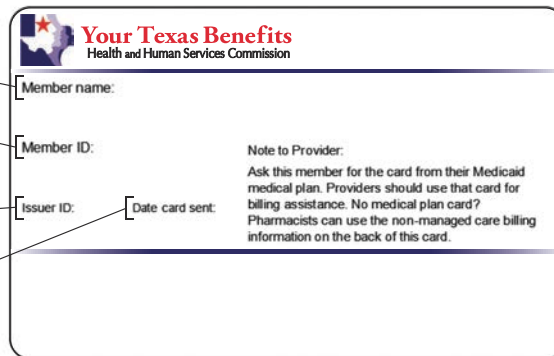 Your Texas Benefits
Health and Human Services Commission
Member name:
Member ID:
Note to Provider:
Ask this member for the card from their Medicaid
medical plan. Providers should use that card for
Issuer ID: Date card sent: billing assistance. No medical plan card?
Pharmacists can use the non-managed care billing
information on the back of this card.